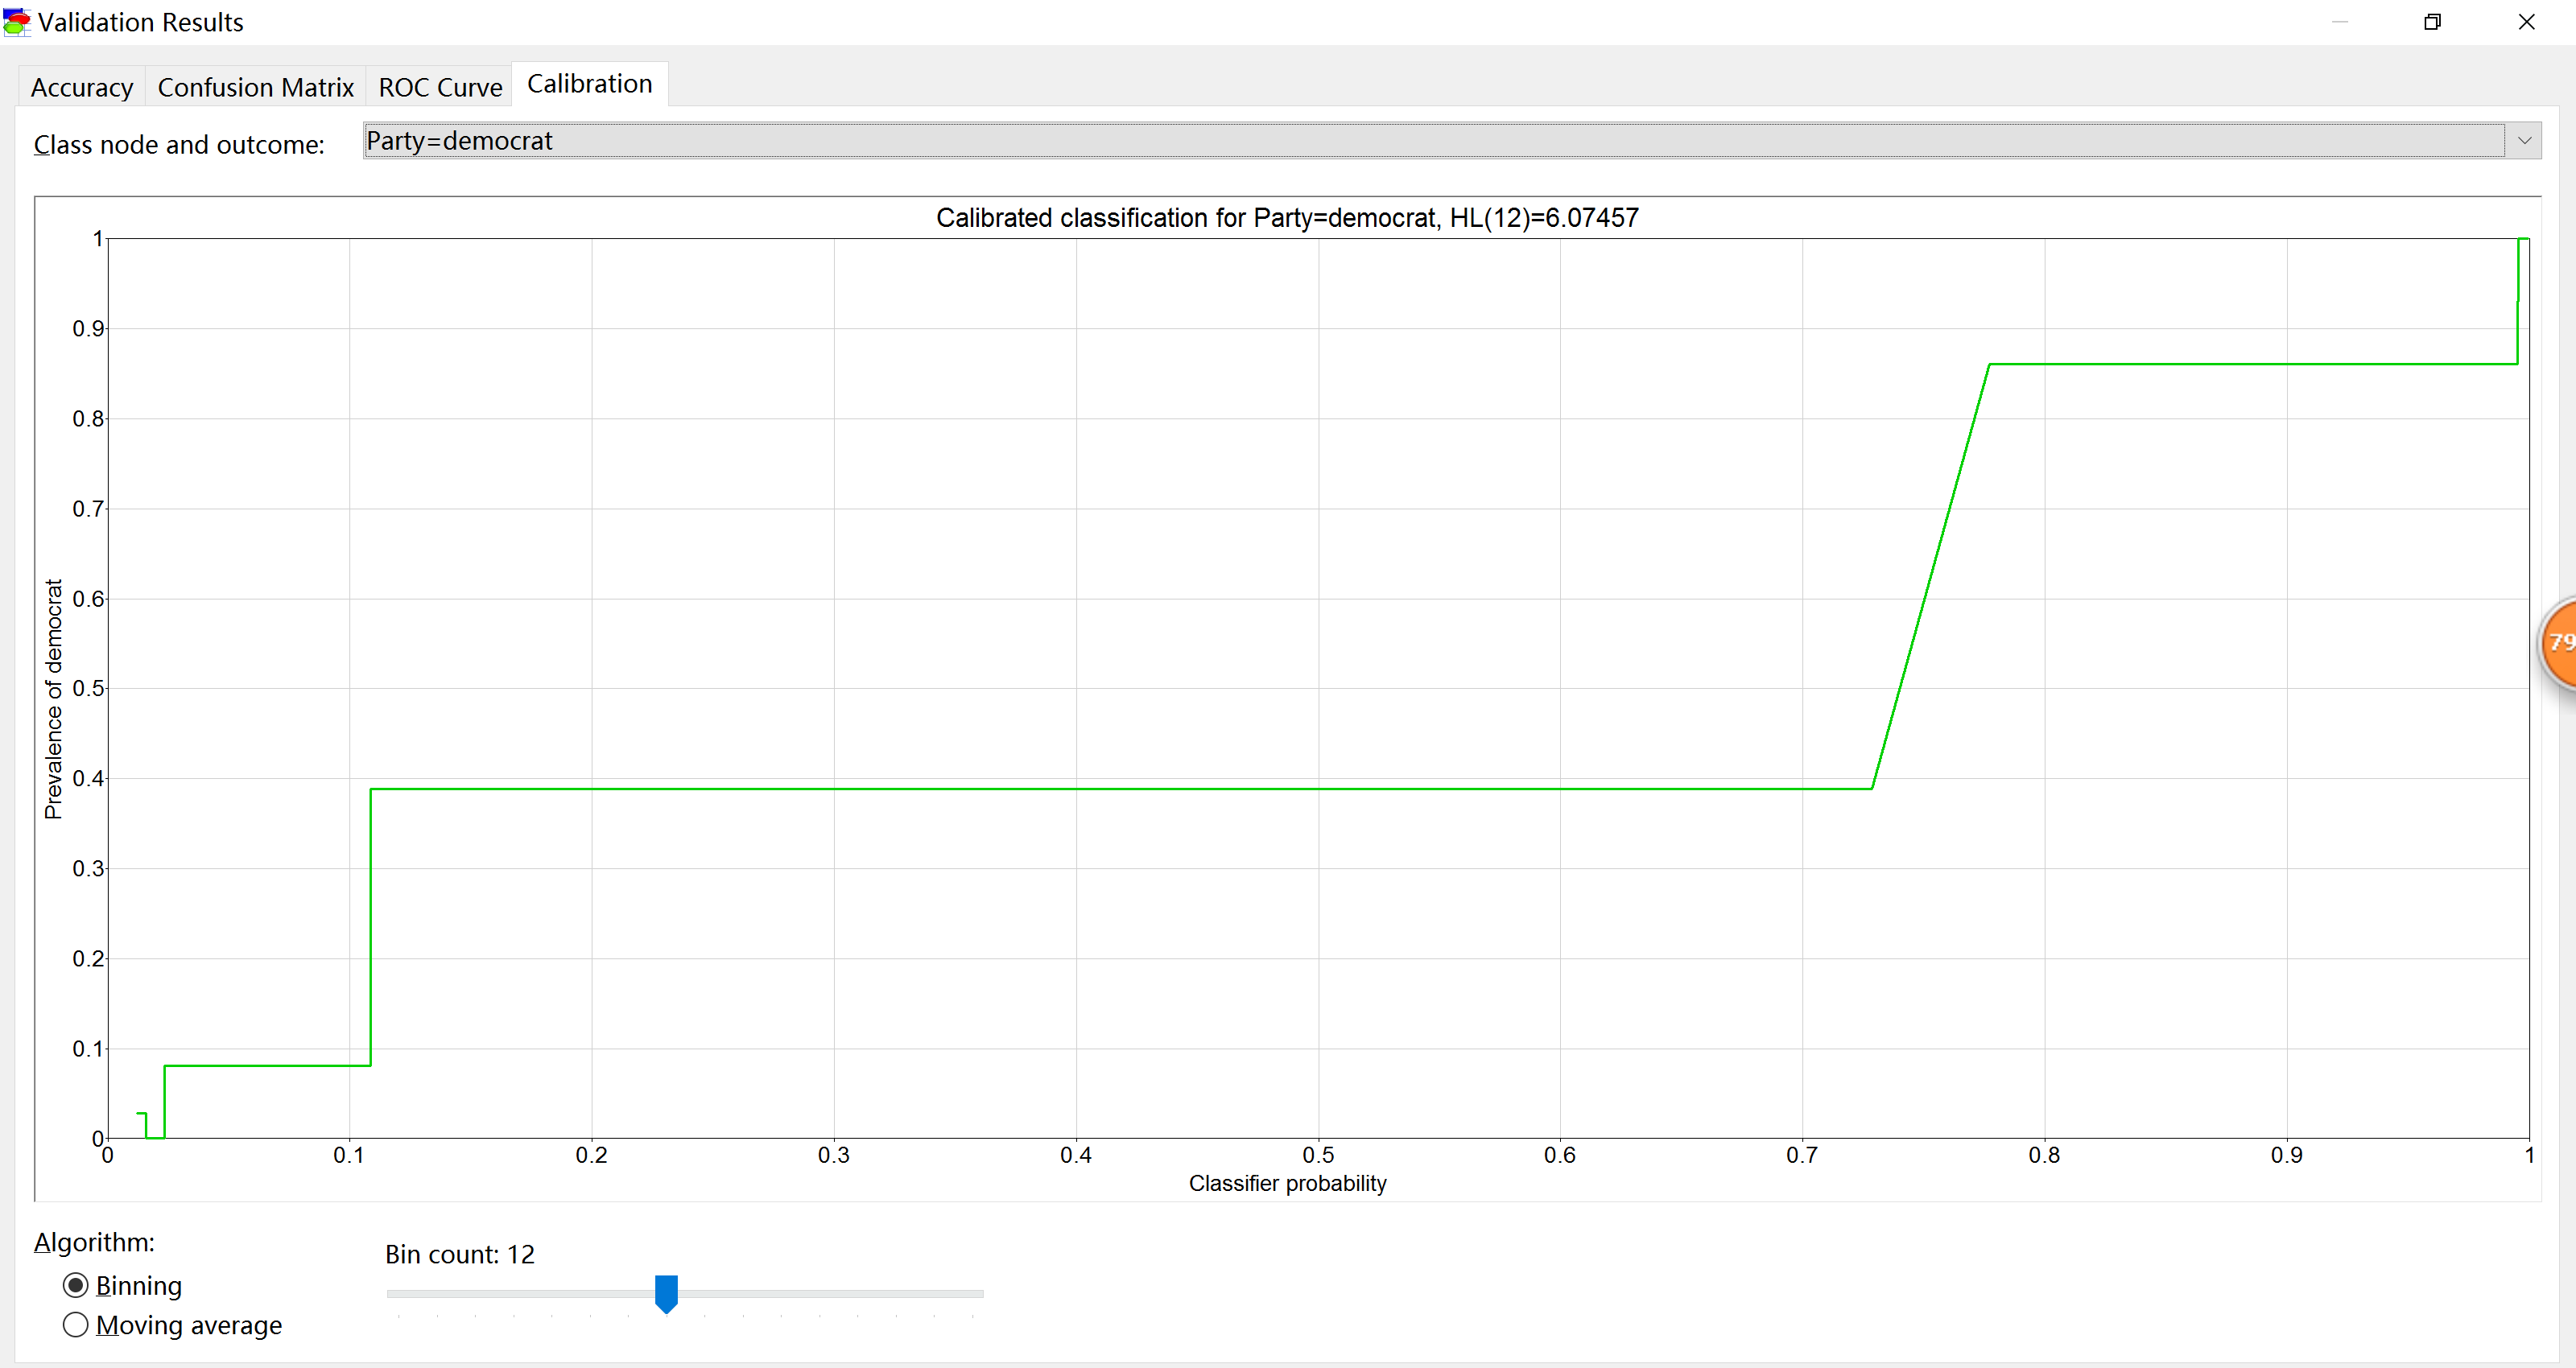 Validation Results
Accuracy Confusion Matrix ROC Curve Calibration
Class node and outcome: Party=democrat
Calibrated classification for Party=democrat, HL(12)=6.07457
Prevalence of democrat
1
0.9
0.8
0.7
0.6
0.5
0.4
0.3
0.2
0.1
0
0 0.1 0.2 0.3 0.4 0.5 0.6 0.7 0.8 0.9 1
Classifier probability
79
Algorithm:
Bin count: 12
Binning
Moving average